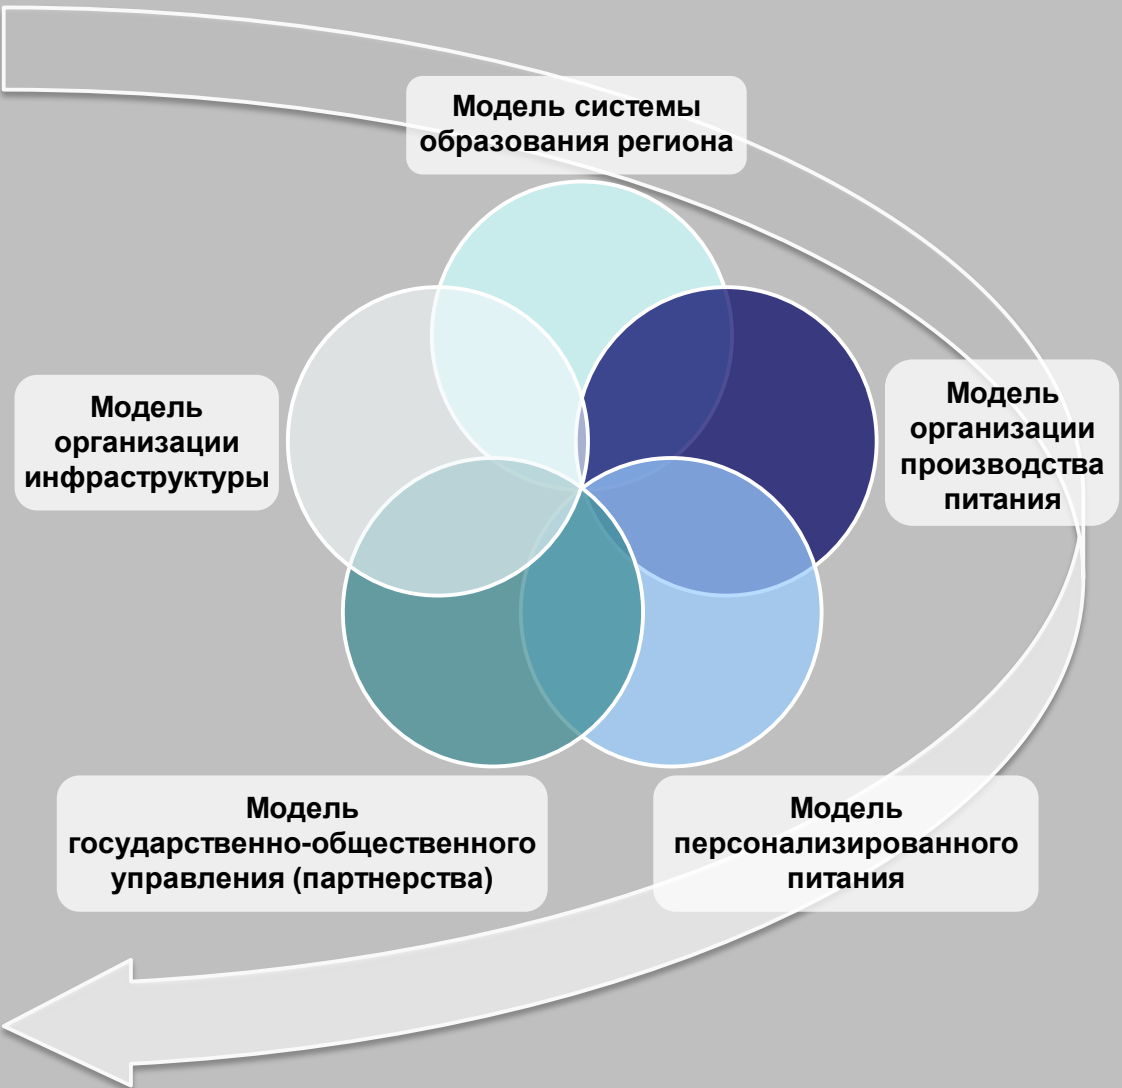 Модель системы
образования региона
Модель
организации
инфраструктуры
Модель
организации
производства
питания
Модель
государственно-общественного
управления (партнерства)
Модель
персонализированного
питания